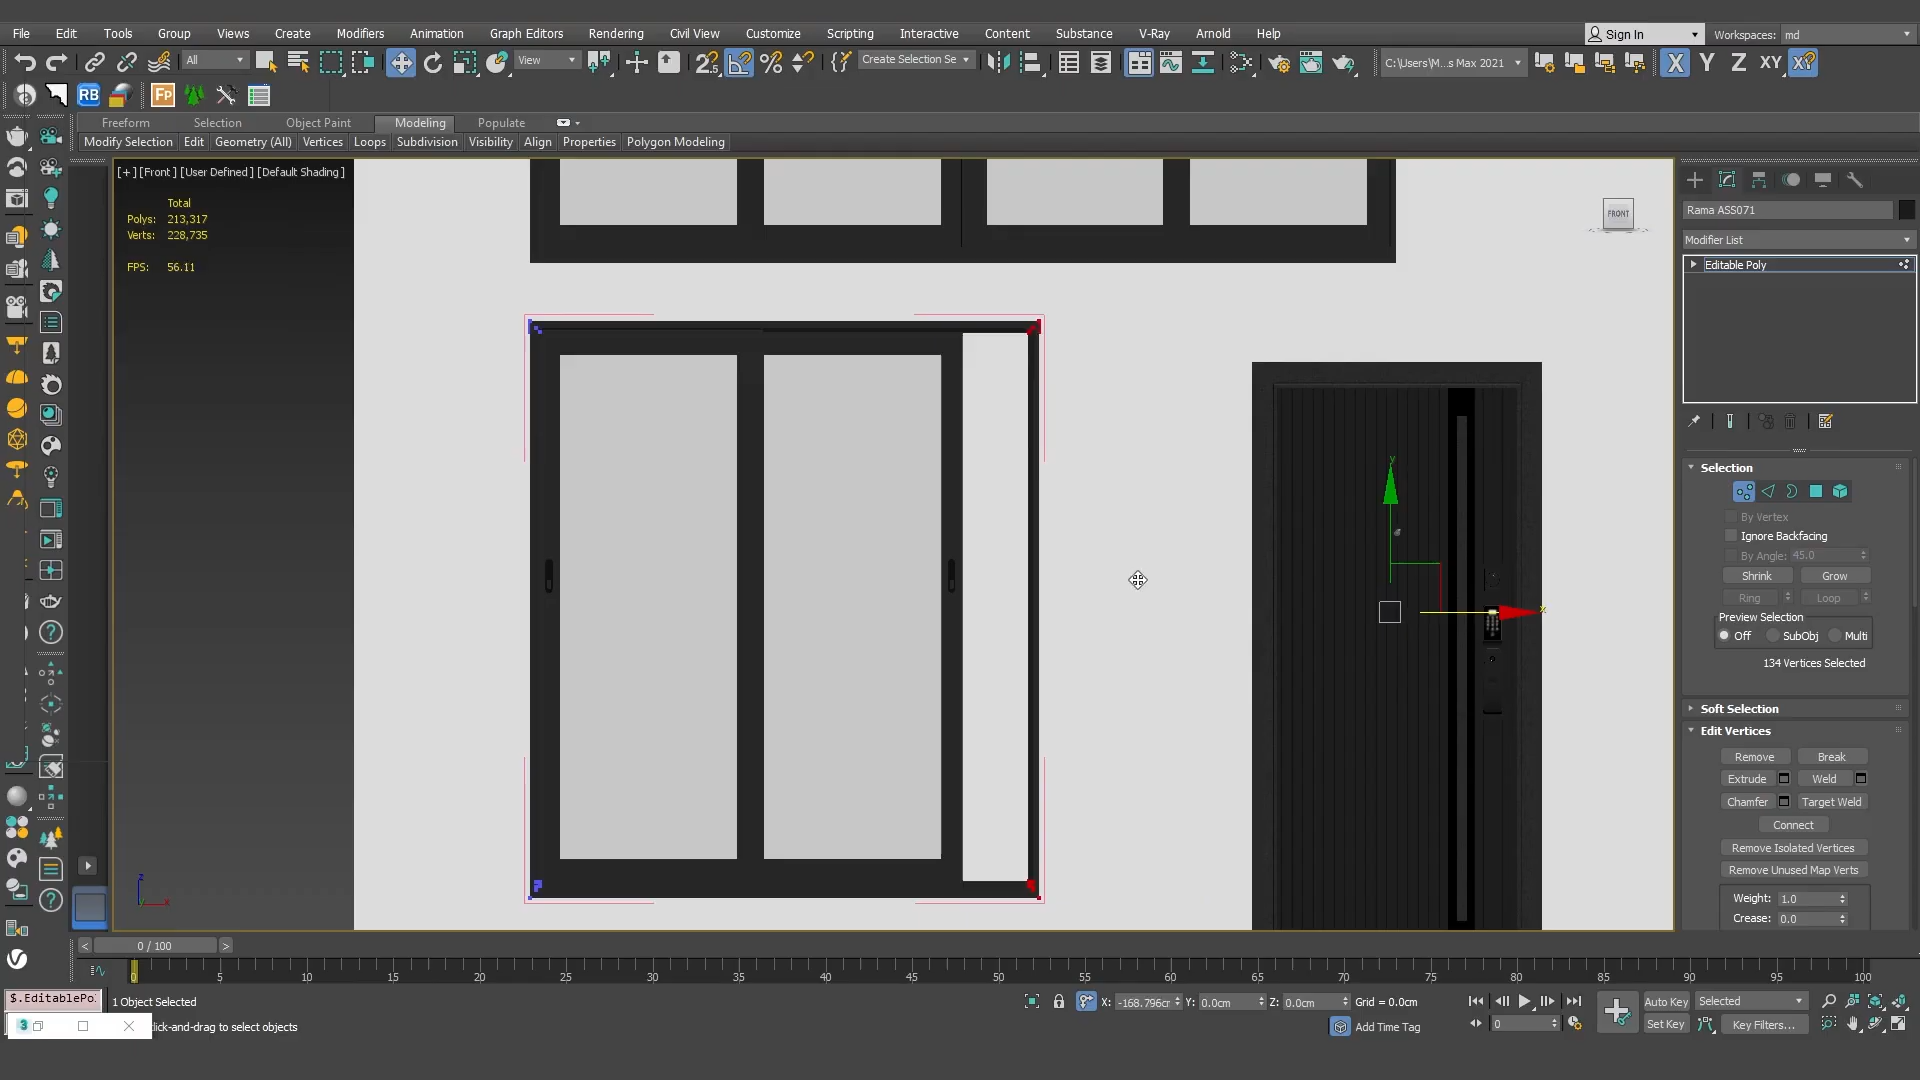 File Edit Tools Group Views Create Modifiers Animation Graph Editors Rendering Civil View Customize Scripting Interactive Content Substance V-Ray Arnold Help
Sign In
Workspaces: md
All
View
Create Selection Se
C:\Users\M...s Max 2021
X Y Z XY
RB
Fp
Freeform Selection Object Paint Modeling Populate
Modify Selection Edit Geometry (All) Vertices Loops Subdivision Visibility Align Properties Polygon Modeling
[+] [Front] [User Defined] [Default Shading]
Total
Polys: 213,317
Verts: 228,735
FPS: 56.11
FRONT
y
x
z
x
Rama ASS071
Modifier List
Editable Poly
Selection
By Vertex
Ignore Backfacing
By Angle: 45.0
Shrink Grow
Ring Loop
Preview Selection
Off SubObj Multi
134 Vertices Selected
Soft Selection
Edit Vertices
Remove Break
Extrude Weld
Chamfer Target Weld
Connect
Remove Isolated Vertices
Remove Unused Map Verts
Weight: 1.0
Crease: 0.0
< 0 / 100 >
0 5 10 15 20 25 30 35 40 45 50 55 60 65 70 75 80 85 90 95 100
$.EditablePo
1 Object Selected
X: -168.796cm Y: 0.0cm Z: 0.0cm Grid = 0.0cm
Auto Key Selected
3
click-and-drag to select objects
Add Time Tag
0
Set Key Key Filters...